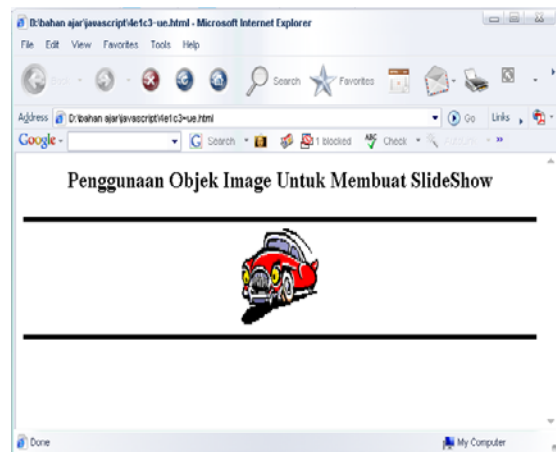 D:\bahan ajar\javascript\4e1c3-ue.html - Microsoft Internet Explorer
File Edit View Favorites Tools Help
Back Search Favorites
Address D:\bahan ajar\javascript\4e1c3-ue.html Go Links
Google Search 1 blocked Check
Penggunaan Objek Image Untuk Membuat SlideShow
Done My Computer